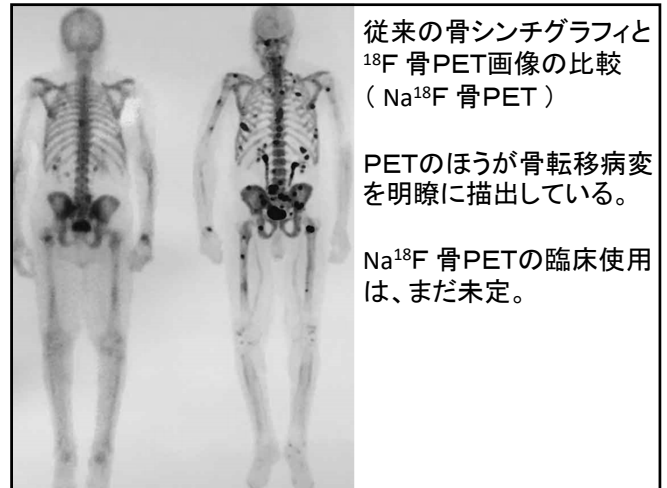 従来の骨シンチグラフィと
¹⁸F 骨PET画像の比較
( Na¹⁸F 骨PET )
PETのほうが骨転移病変
を明瞭に描出している。
Na¹⁸F 骨PETの臨床使用
は、まだ未定。